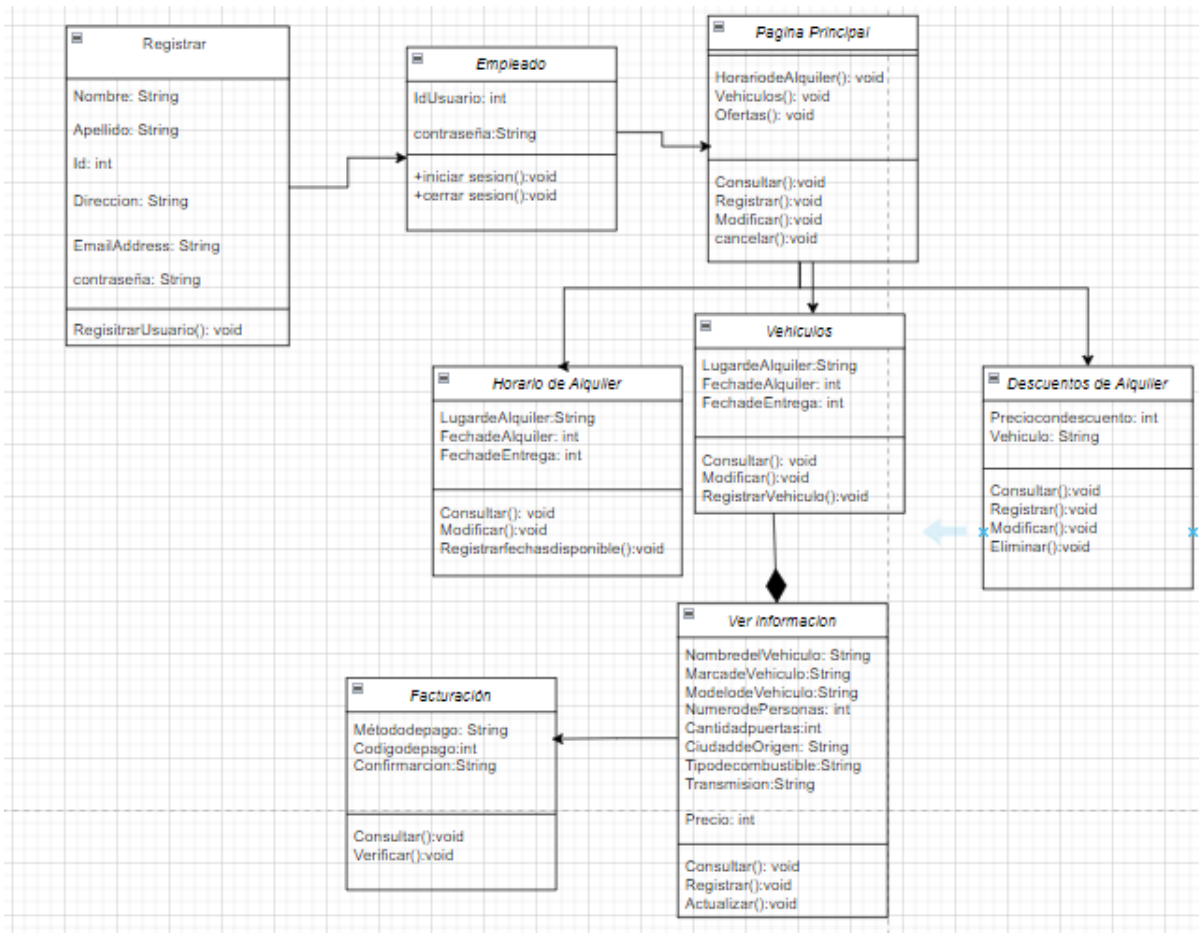 Registrar
Nombre: String
Apellido: String
Id: int
Direccion: String
EmailAddress: String
contraseña: String
RegisitrarUsuario(): void
Empleado
IdUsuario: int
contraseña:String
+iniciar sesion():void
+cerrar sesion():void
Pagina Principal
HorariodeAlquiler(): void
Vehiculos(): void
Ofertas(): void
Consultar():void
Registrar():void
Modificar():void
cancelar():void
Horario de Alquiler
LugardeAlquiler:String
FechadeAlquiler: int
FechadeEntrega: int
Consultar(): void
Modificar():void
Registrarfechasdisponible():void
Vehiculos
LugardeAlquiler:String
FechadeAlquiler: int
FechadeEntrega: int
Consultar(): void
Modificar():void
RegistrarVehiculo():void
Descuentos de Alquiler
Preciocondescuento: int
Vehiculo: String
Consultar():void
Registrar():void
Modificar():void
Eliminar():void
Ver informacion
NombredelVehiculo: String
MarcadeVehiculo:String
ModelodeVehiculo:String
NumerodePersonas: int
Cantidadpuertas:int
CiudaddeOrigen: String
Tipodecombustible:String
Transmision:String
Precio: int
Consultar(): void
Registrar():void
Actualizar():void
Facturación
Métododepago: String
Codigodepago:int
Confirmarcion:String
Consultar():void
Verificar():void